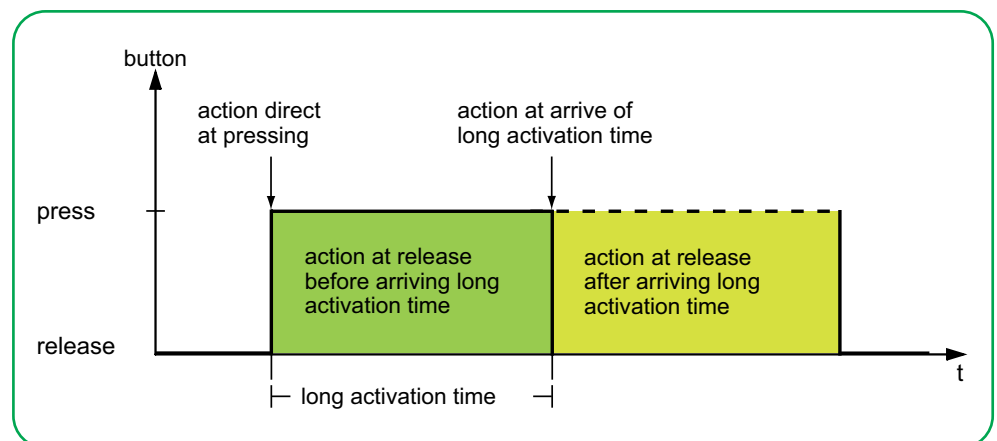 button
action direct
at pressing
action at arrive of
long activation time
press
action at release
before arriving long
activation time
action at release
after arriving long
activation time
release
t
long activation time